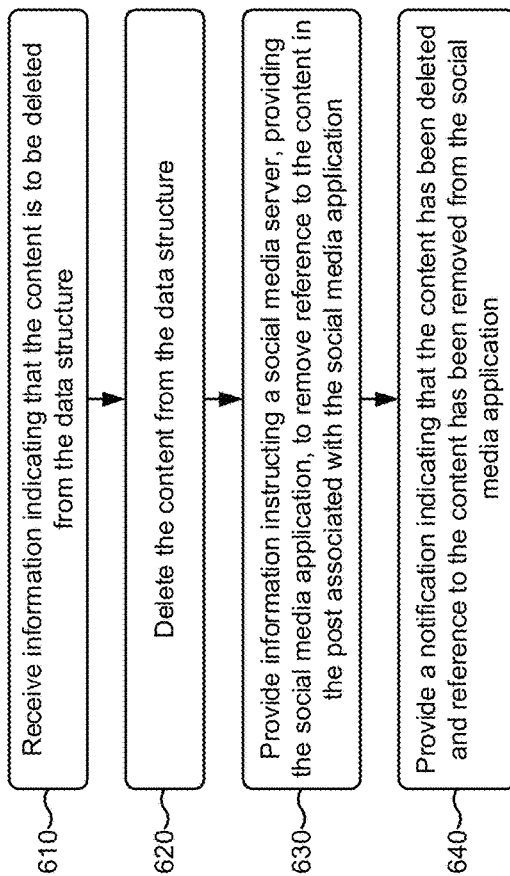 610
Receive information indicating that the content is to be deleted
from the data structure
620
Delete the content from the data structure
630
Provide information instructing a social media server, providing
the social media application, to remove reference to the content in
the post associated with the social media application
640
Provide a notification indicating that the content has been deleted
and reference to the content has been removed from the social
media application